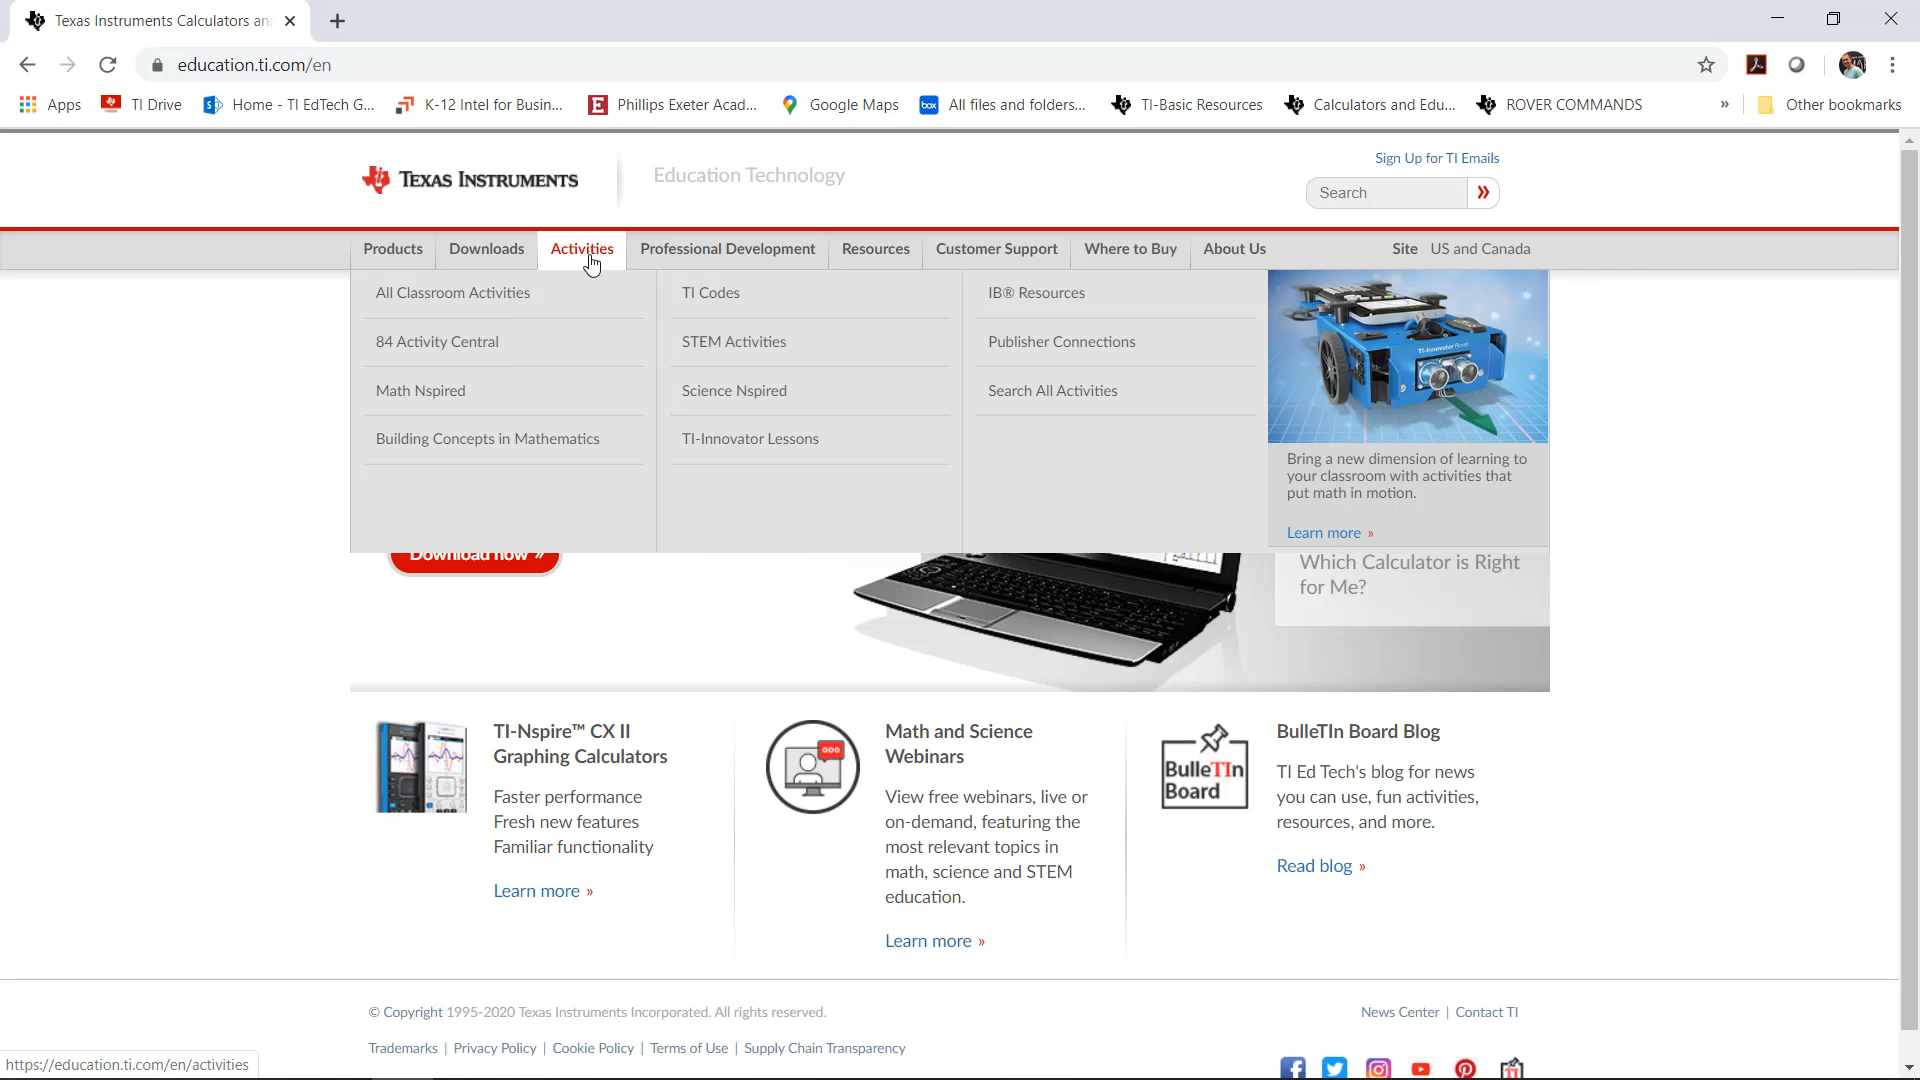 Texas Instruments Calculators an
education.ti.com/en
Apps
TI Drive
Home - TI EdTech G...
K-12 Intel for Busin...
Phillips Exeter Acad...
Google Maps
box
All files and folders...
TI-Basic Resources
Calculators and Edu...
ROVER COMMANDS
»
Other bookmarks
TEXAS INSTRUMENTS
Education Technology
Sign Up for TI Emails
Search
»
Products
Downloads
Activities
Professional Development
Resources
Customer Support
Where to Buy
About Us
Site
US and Canada
All Classroom Activities
84 Activity Central
Math Nspired
Building Concepts in Mathematics
TI Codes
STEM Activities
Science Nspired
TI-Innovator Lessons
IB® Resources
Publisher Connections
Search All Activities
TI-Innovator Rover
Bring a new dimension of learning to
your classroom with activities that
put math in motion.
Learn more »
Download now »
Which Calculator is Right
for Me?
TI-Nspire™ CX II
Graphing Calculators
Faster performance
Fresh new features
Familiar functionality
Learn more »
Math and Science
Webinars
View free webinars, live or
on-demand, featuring the
most relevant topics in
math, science and STEM
education.
Learn more »
BulleTIn
Board
BulleTIn Board Blog
TI Ed Tech's blog for news
you can use, fun activities,
resources, and more.
Read blog »
© Copyright 1995-2020 Texas Instruments Incorporated. All rights reserved.
News Center | Contact TI
Trademarks | Privacy Policy | Cookie Policy | Terms of Use | Supply Chain Transparency
https://education.ti.com/en/activities